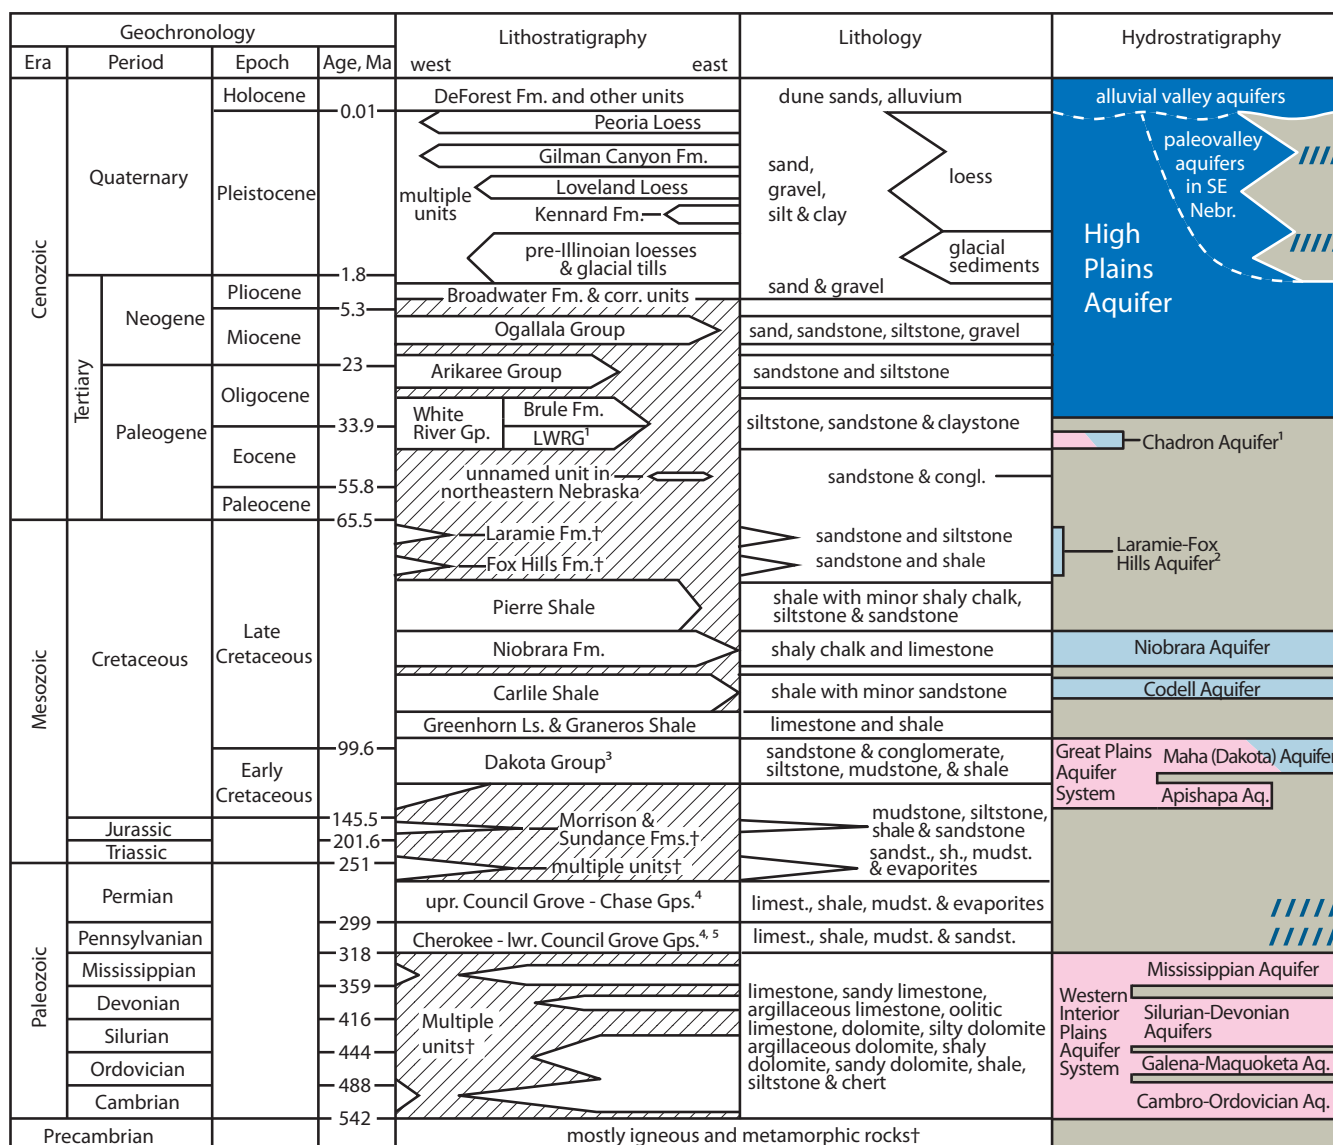 Geochronology
Lithostratigraphy
Lithology
Hydrostratigraphy
Era
Period
Epoch
Age, Ma
west
east
Cenozoic
Quaternary
Tertiary
Neogene
Paleogene
Holocene
Pleistocene
Pliocene
Miocene
Oligocene
Eocene
Paleocene
0.01
1.8
5.3
23
33.9
55.8
65.5
DeForest Fm. and other units
Peoria Loess
Gilman Canyon Fm.
multiple
units
Loveland Loess
Kennard Fm.
pre-Illinoian loesses
& glacial tills
Broadwater Fm. & corr. units
Ogallala Group
Arikaree Group
White
River Gp.
Brule Fm.
LWRG¹
unnamed unit in
northeastern Nebraska
dune sands, alluvium
sand,
gravel,
silt & clay
loess
glacial
sediments
sand & gravel
sand, sandstone, siltstone, gravel
sandstone and siltstone
siltstone, sandstone & claystone
sandstone & congl.
alluvial valley aquifers
paleovalley
aquifers
in SE
Nebr.
High
Plains
Aquifer
Chadron Aquifer¹
Mesozoic
Cretaceous
Jurassic
Triassic
Late
Cretaceous
Early
Cretaceous
99.6
145.5
201.6
251
Laramie Fm.†
Fox Hills Fm.†
Pierre Shale
Niobrara Fm.
Carlile Shale
Greenhorn Ls. & Graneros Shale
Dakota Group³
Morrison &
Sundance Fms.†
multiple units†
sandstone and siltstone
sandstone and shale
shale with minor shaly chalk,
siltstone & sandstone
shaly chalk and limestone
shale with minor sandstone
limestone and shale
sandstone & conglomerate,
siltstone, mudstone, & shale
mudstone, siltstone,
shale & sandstone
sandst., sh., mudst.
& evaporites
Laramie-Fox
Hills Aquifer²
Niobrara Aquifer
Codell Aquifer
Great Plains
Aquifer
System
Maha (Dakota) Aquifer
Apishapa Aq.
Paleozoic
Permian
Pennsylvanian
Mississippian
Devonian
Silurian
Ordovician
Cambrian
299
318
359
416
444
488
542
upr. Council Grove - Chase Gps.⁴
Cherokee - lwr. Council Grove Gps.⁴, ⁵
Multiple
units†
limest., shale, mudst. & evaporites
limest., shale, mudst. & sandst.
limestone, sandy limestone,
argillaceous limestone, oolitic
limestone, dolomite, silty dolomite
argillaceous dolomite, shaly
dolomite, sandy dolomite, shale,
siltstone & chert
Western
Interior
Plains
Aquifer
System
Mississippian Aquifer
Silurian-Devonian
Aquifers
Galena-Maquoketa Aq.
Cambro-Ordovician Aq.
Precambrian
mostly igneous and metamorphic rocks†